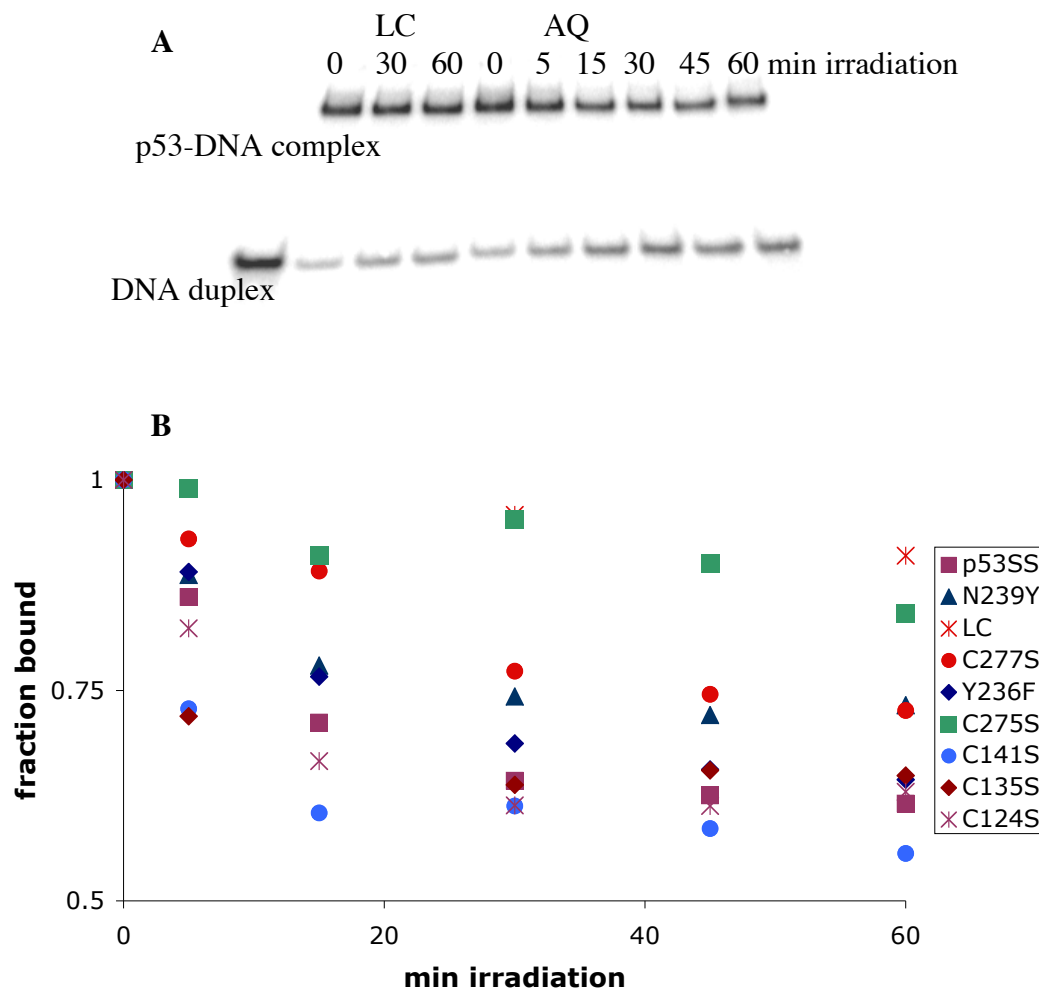 A
LC AQ
0 30 60 0 5 15 30 45 60 min irradiation
p53-DNA complex
DNA duplex
B
1
0.75
0.5
fraction bound
0 20 40 60
min irradiation
p53SS
N239Y
LC
C277S
Y236F
C275S
C141S
C135S
C124S